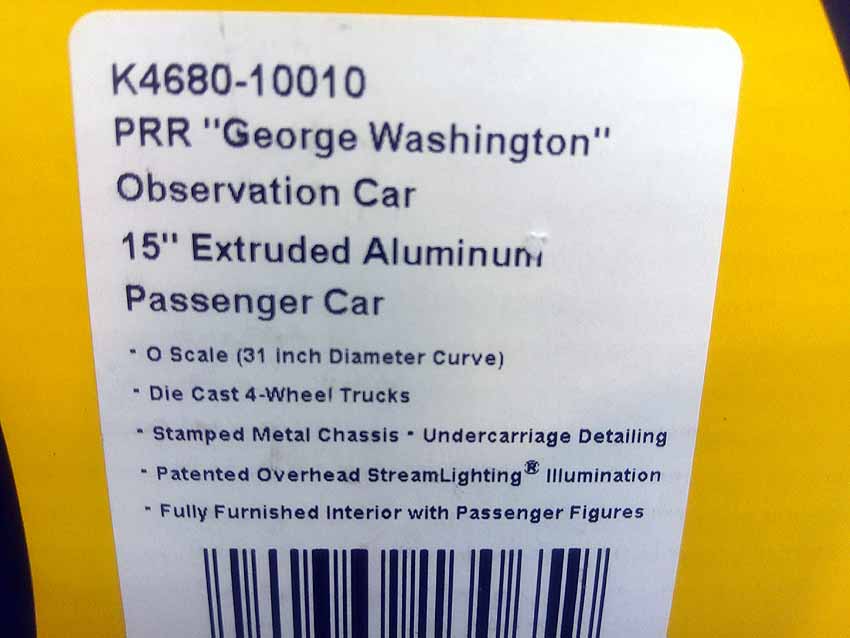 K4680-10010
PRR "George Washington"
Observation Car
15" Extruded Aluminum
Passenger Car
· O Scale (31 inch Diameter Curve)
· Die Cast 4-Wheel Trucks
· Stamped Metal Chassis · Undercarriage Detailing
· Patented Overhead StreamLighting® Illumination
· Fully Furnished Interior with Passenger Figures